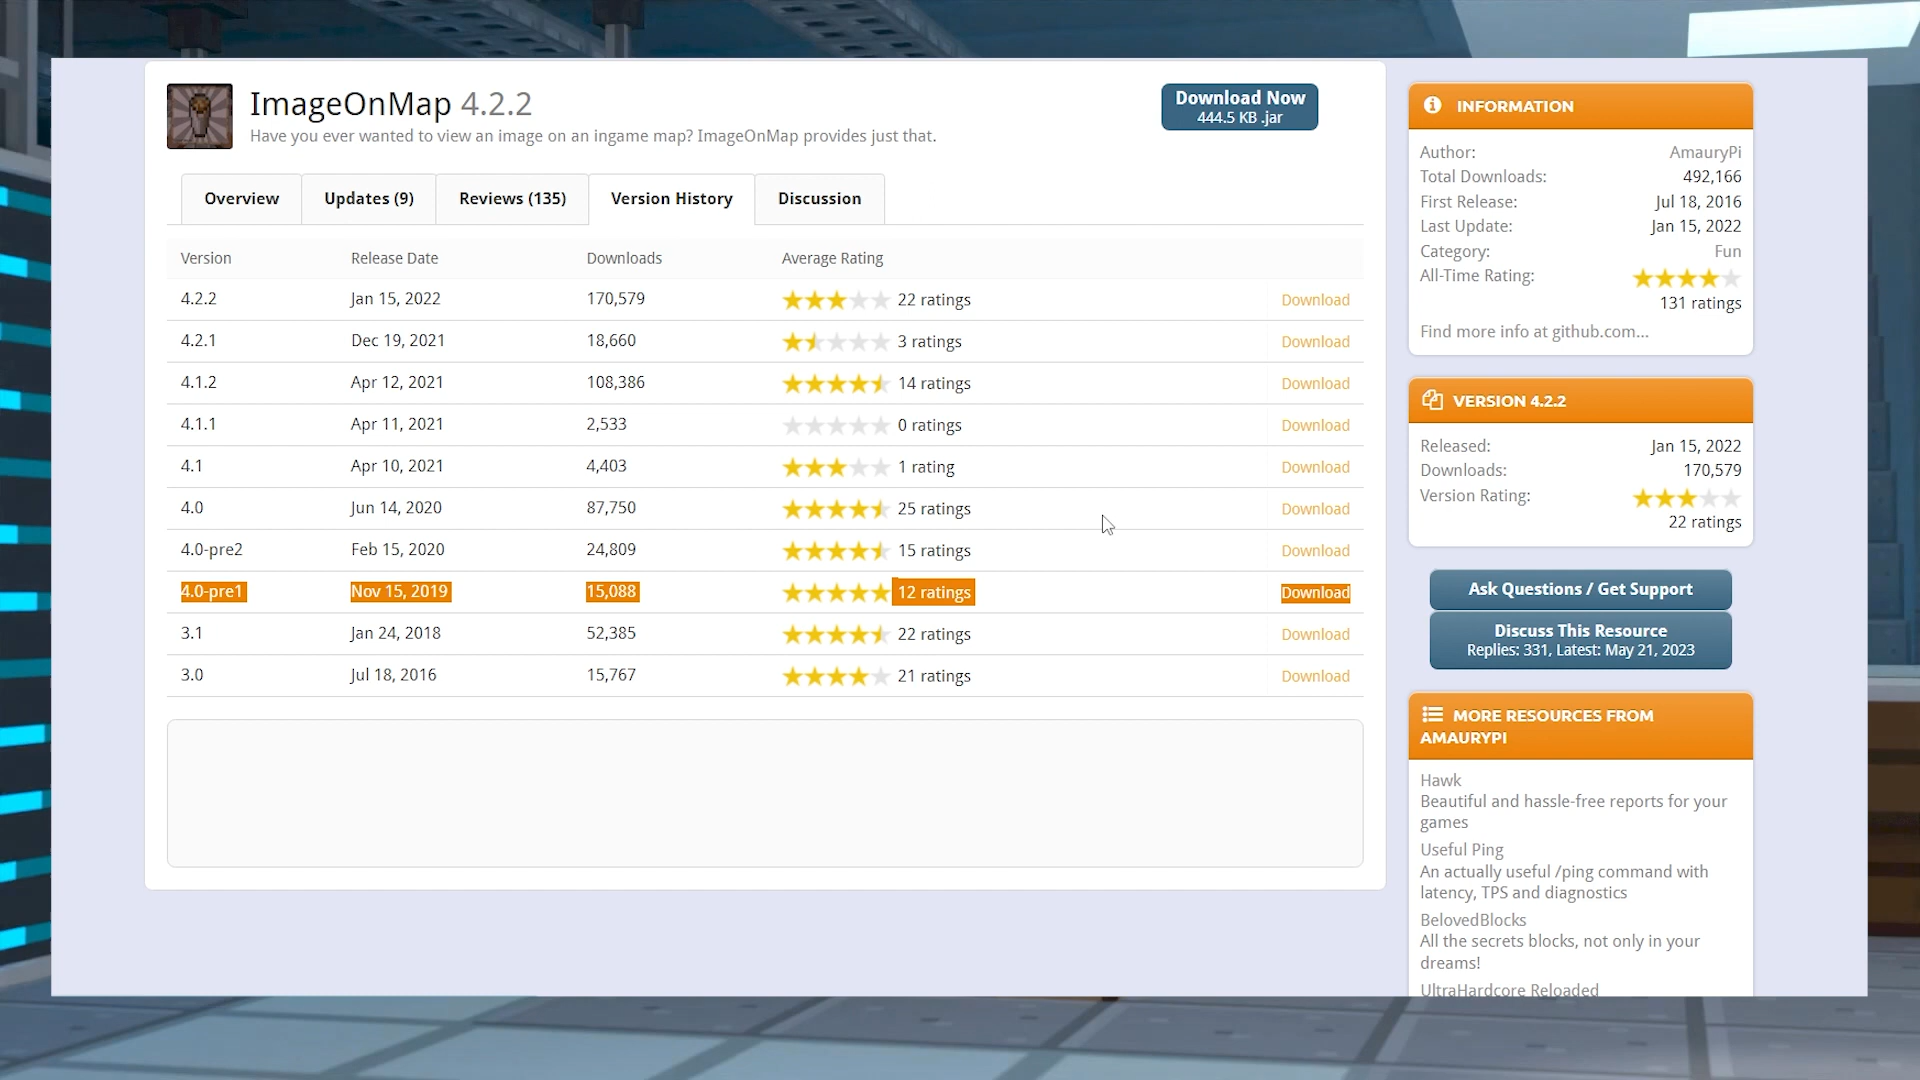 ImageOnMap 4.2.2
Have you ever wanted to view an image on an ingame map? ImageOnMap provides just that.
Download Now
444.5 KB .jar
Overview
Updates (9)
Reviews (135)
Version History
Discussion
Version Release Date Downloads Average Rating
4.2.2 Jan 15, 2022 170,579 22 ratings Download
4.2.1 Dec 19, 2021 18,660 3 ratings Download
4.1.2 Apr 12, 2021 108,386 14 ratings Download
4.1.1 Apr 11, 2021 2,533 0 ratings Download
4.1 Apr 10, 2021 4,403 1 rating Download
4.0 Jun 14, 2020 87,750 25 ratings Download
4.0-pre2 Feb 15, 2020 24,809 15 ratings Download
4.0-pre1 Nov 15, 2019 15,088 12 ratings Download
3.1 Jan 24, 2018 52,385 22 ratings Download
3.0 Jul 18, 2016 15,767 21 ratings Download
INFORMATION
Author: AmauryPi
Total Downloads: 492,166
First Release: Jul 18, 2016
Last Update: Jan 15, 2022
Category: Fun
All-Time Rating:
131 ratings
Find more info at github.com...
VERSION 4.2.2
Released: Jan 15, 2022
Downloads: 170,579
Version Rating:
22 ratings
Ask Questions / Get Support
Discuss This Resource
Replies: 331, Latest: May 21, 2023
MORE RESOURCES FROM
AMAURYPI
Hawk
Beautiful and hassle-free reports for your
games
Useful Ping
An actually useful /ping command with
latency, TPS and diagnostics
BelovedBlocks
All the secrets blocks, not only in your
dreams!
UltraHardcore Reloaded